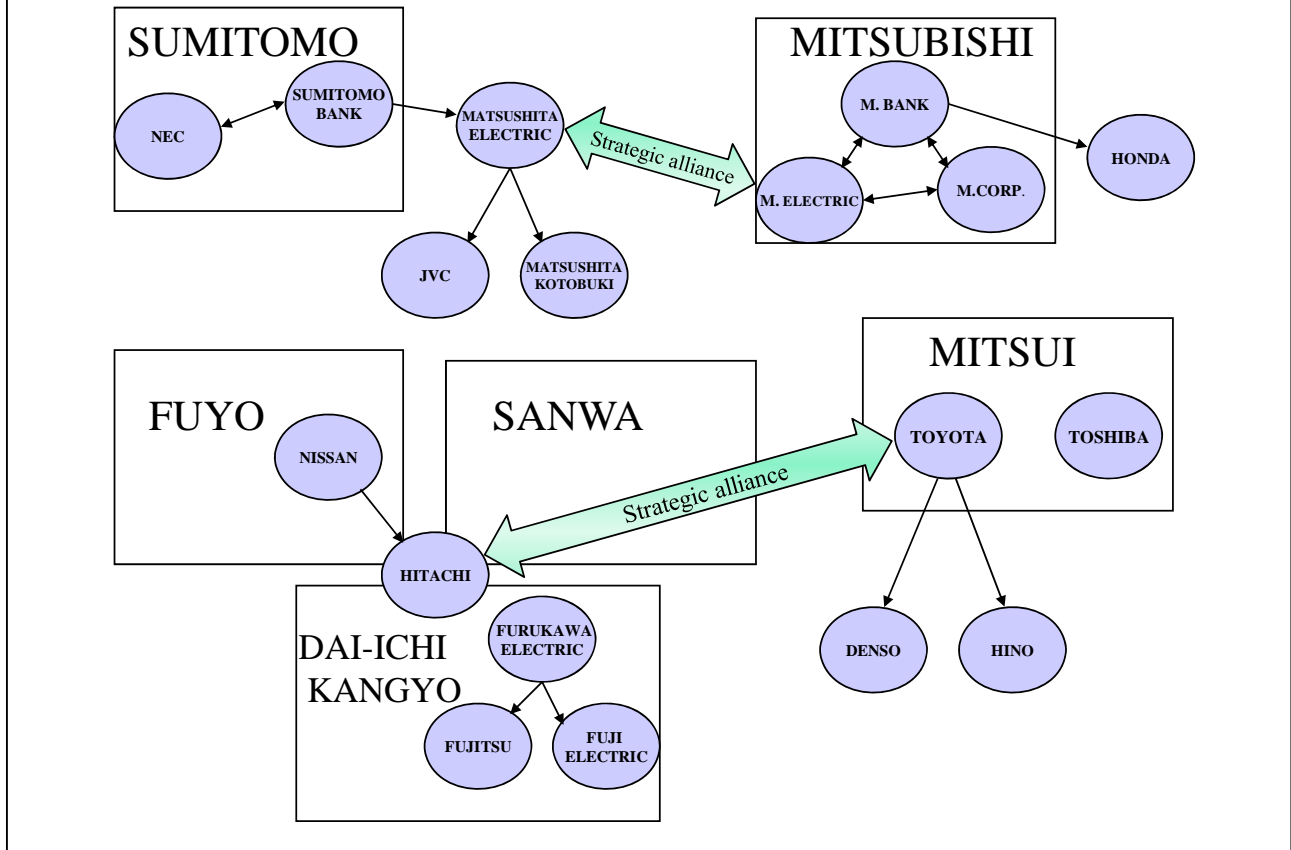 SUMITOMO
SUMITOMO
BANK
NEC
MATSUSHITA
ELECTRIC
Strategic alliance
JVC
MATSUSHITA
KOTOBUKI
MITSUBISHI
M. BANK
M. ELECTRIC
M.CORP.
HONDA
FUYO
NISSAN
SANWA
HITACHI
Strategic alliance
MITSUI
TOYOTA
TOSHIBA
DENSO
HINO
DAI-ICHI
KANGYO
FURUKAWA
ELECTRIC
FUJITSU
FUJI
ELECTRIC